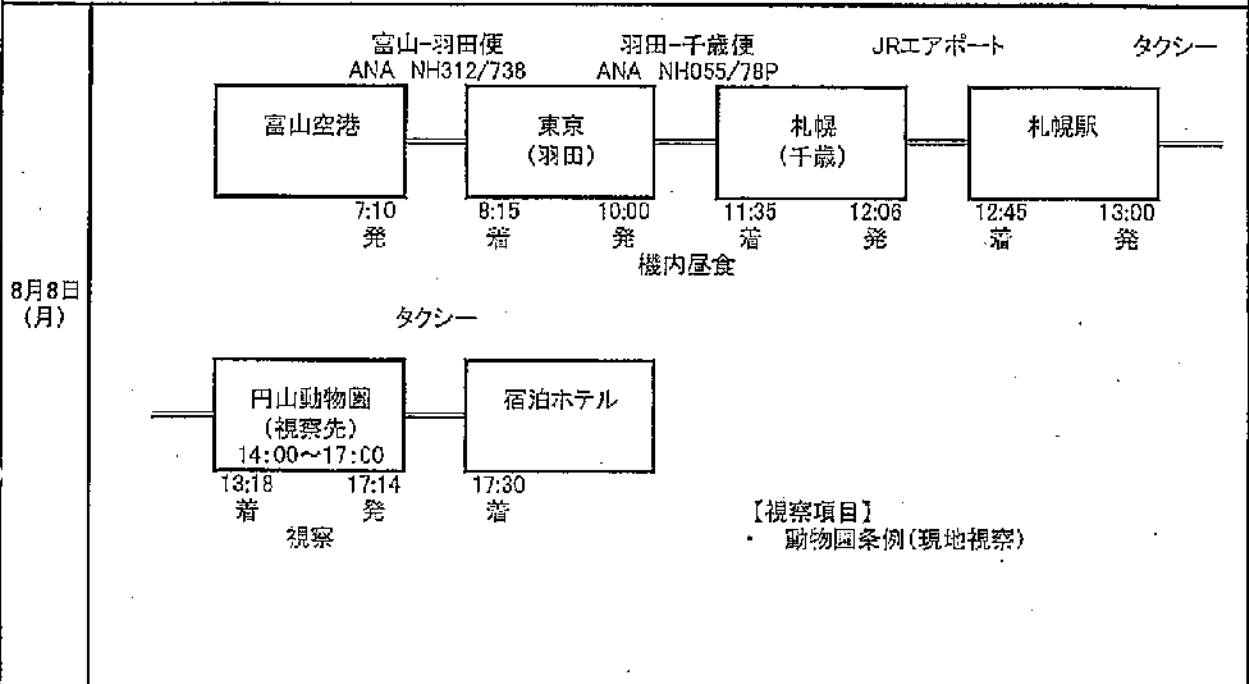 富山-羽田便 羽田-千歳便 JRエアポート タクシー
ANA NH312/738 ANA NH055/78P
富山空港 東京 札幌 札幌駅
(羽田) (千歳)
7:10 8:15 10:00 11:35 12:06 12:45 13:00
発 着 発 着 発 着 発
機内昼食
8月8日
(月)
タクシー
円山動物園 宿泊ホテル
(視察先)
14:00～17:00
13:18 17:14 17:30
着 発 着
視察
【視察項目】
・ 動物園条例(現地視察)